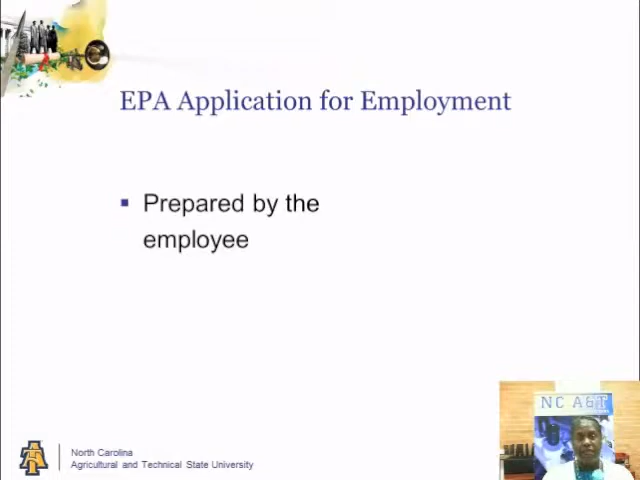 EPA Application for Employment
Prepared by the
employee
North Carolina
Agricultural and Technical State University
NC A&T